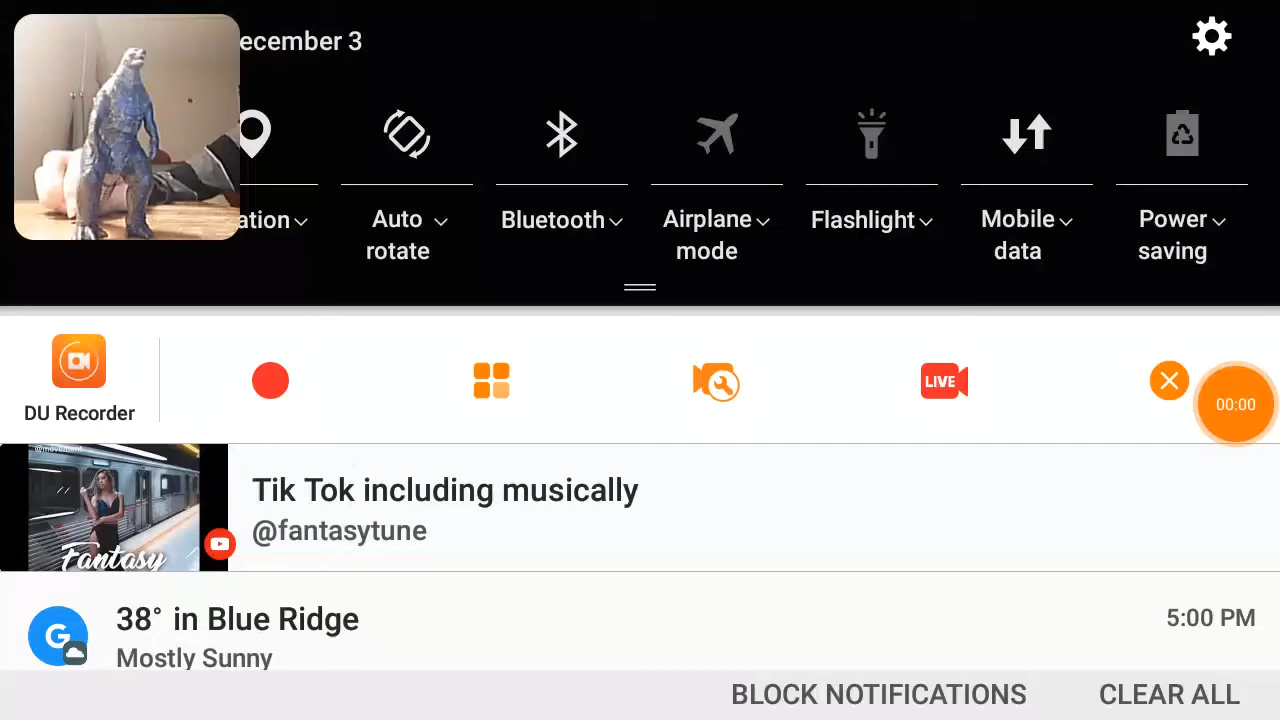 ecember 3
ation
Auto rotate
Bluetooth
Airplane mode
Flashlight
Mobile data
Power saving
DU Recorder
LIVE
00:00
@movement
Fantasy
Tik Tok including musically
@fantasytune
G
38° in Blue Ridge
5:00 PM
Mostly Sunny
BLOCK NOTIFICATIONS
CLEAR ALL